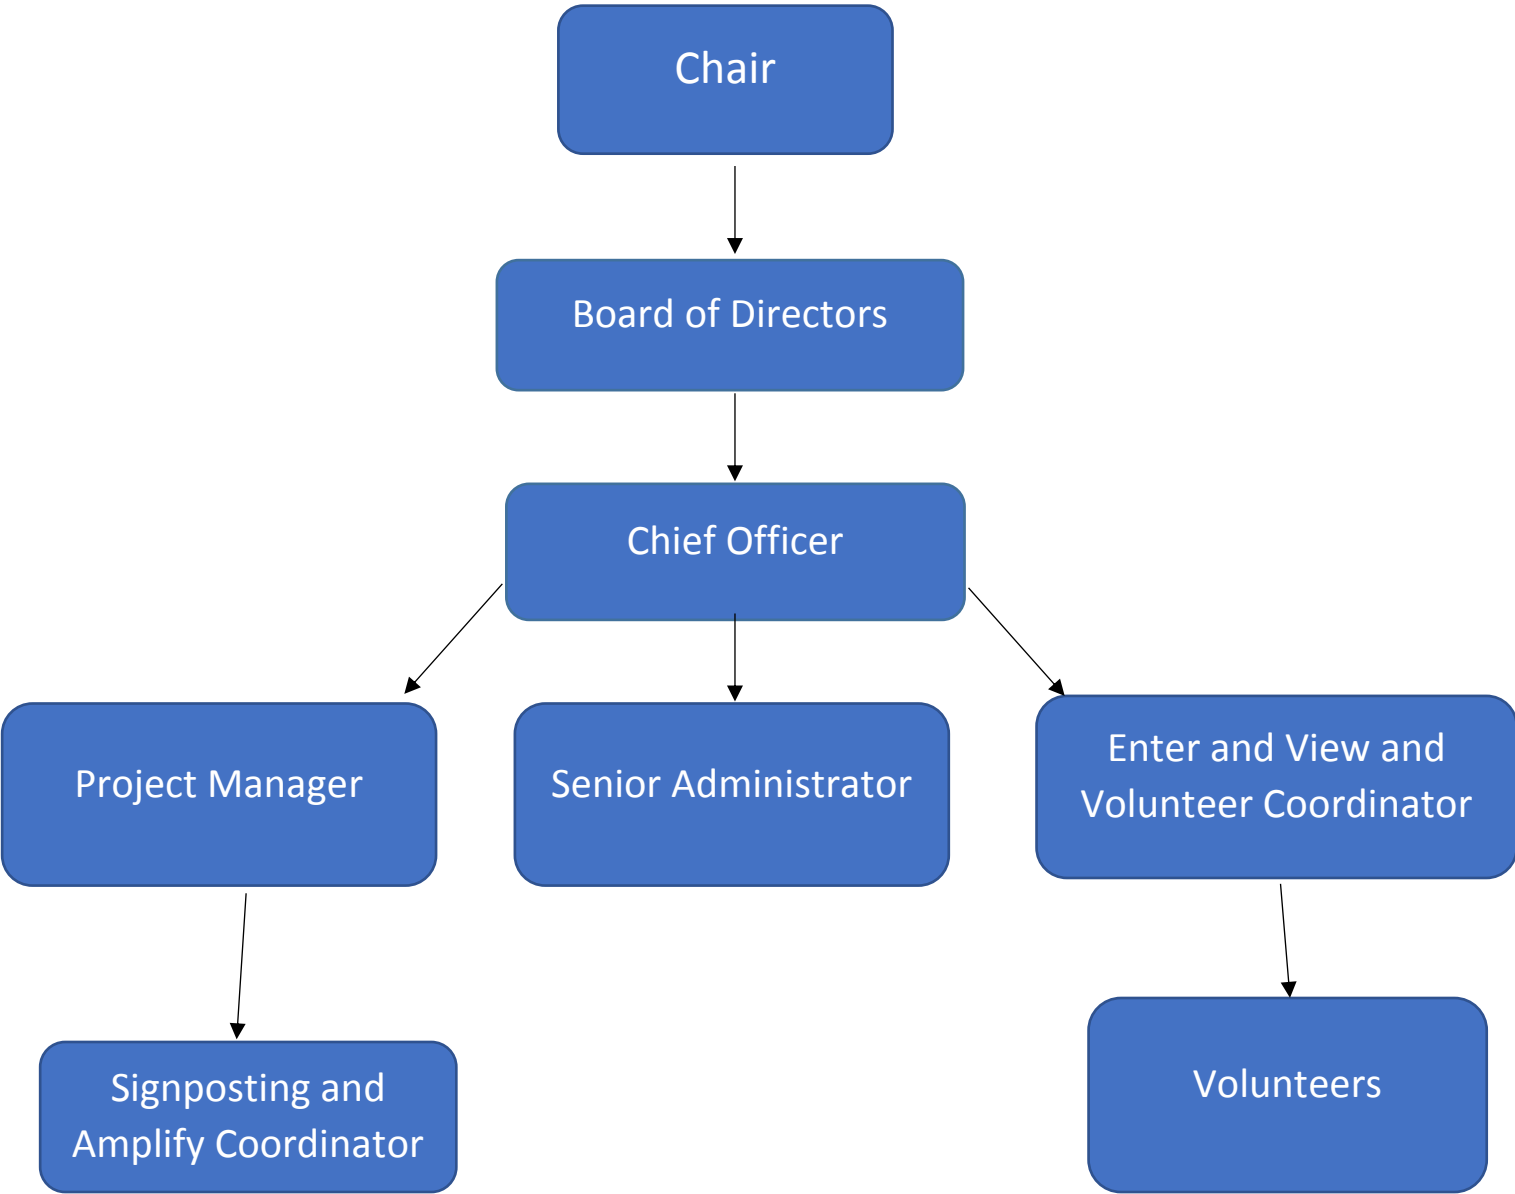 Chair
Board of Directors
Chief Officer
Project Manager
Senior Administrator
Enter and View and
Volunteer Coordinator
Signposting and
Amplify Coordinator
Volunteers